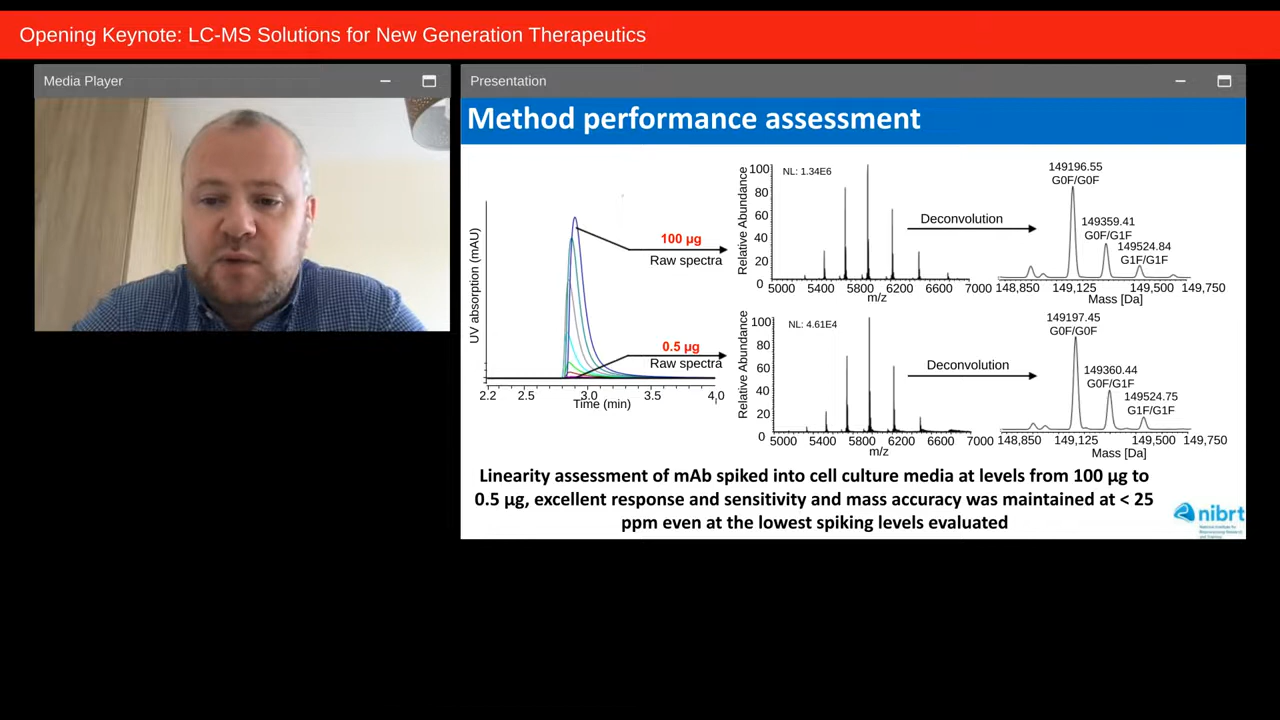 Opening Keynote: LC-MS Solutions for New Generation Therapeutics
Media Player
Presentation
Method performance assessment
UV absorption (mAU)
2.2 2.5 3.0 3.5 4.0
Time (min)
100 µg
Raw spectra
0.5 µg
Raw spectra
Relative Abundance
100
80
60
40
20
0
NL: 1.34E6
5000 5400 5800 6200 6600 7000
m/z
Deconvolution
149196.55
G0F/G0F
149359.41
G0F/G1F
149524.84
G1F/G1F
148,850 149,125 149,500 149,750
Mass [Da]
Relative Abundance
100
80
60
40
20
0
NL: 4.61E4
5000 5400 5800 6200 6600 7000
m/z
Deconvolution
149197.45
G0F/G0F
149360.44
G0F/G1F
149524.75
G1F/G1F
148,850 149,125 149,500 149,750
Mass [Da]
Linearity assessment of mAb spiked into cell culture media at levels from 100 µg to
0.5 µg, excellent response and sensitivity and mass accuracy was maintained at < 25
ppm even at the lowest spiking levels evaluated
nibrt